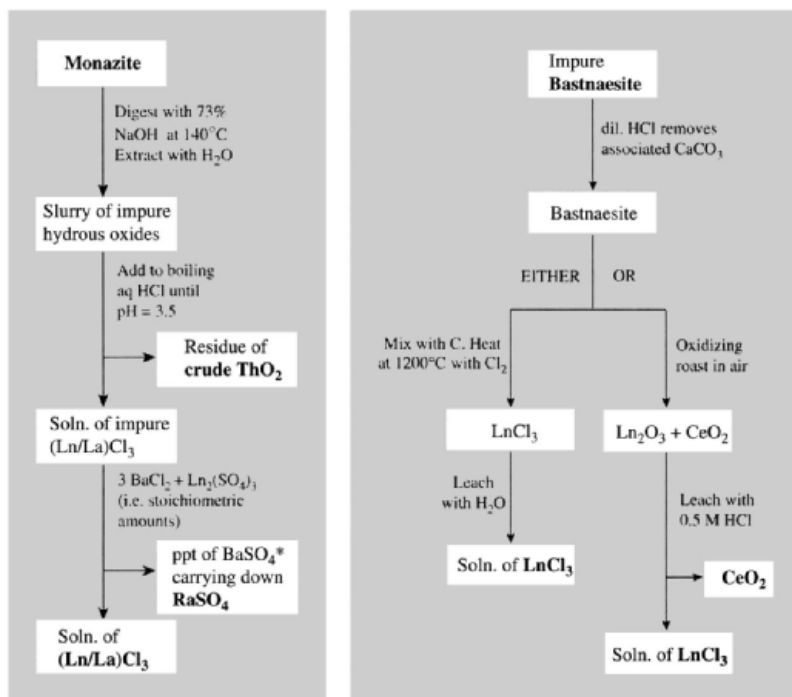 Monazite
Digest with 73%
NaOH at 140°C
Extract with H₂O
Slurry of impure
hydrous oxides
Add to boiling
aq HCl until
pH = 3.5
Residue of
crude ThO₂
Soln. of impure
(Ln/La)Cl₃
3 BaCl₂ + Ln₂(SO₄)₃
(i.e. stoichiometric
amounts)
ppt of BaSO₄*
carrying down
RaSO₄
Soln. of
(Ln/La)Cl₃
Impure
Bastnaesite
dil. HCl removes
associated CaCO₃
Bastnaesite
EITHER OR
Mix with C. Heat
at 1200°C with Cl₂
LnCl₃
Leach
with H₂O
Soln. of LnCl₃
Oxidizing
roast in air
Ln₂O₃ + CeO₂
Leach with
0.5 M HCl
CeO₂
Soln. of LnCl₃